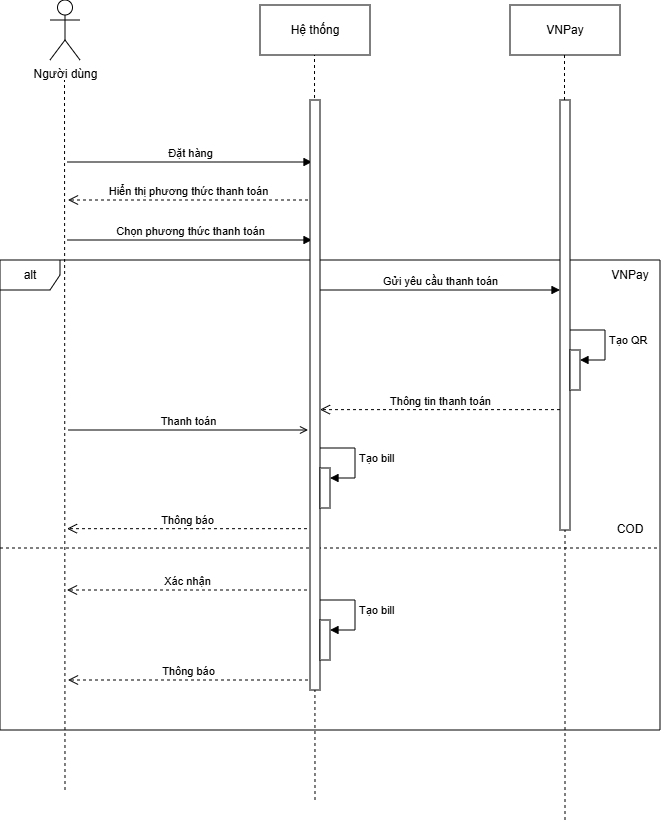 Người dùng
Hệ thống
VNPay
Đặt hàng
Hiển thị phương thức thanh toán
Chọn phương thức thanh toán
alt
VNPay
Gửi yêu cầu thanh toán
Tạo QR
Thông tin thanh toán
Thanh toán
Tạo bill
Thông báo
COD
Xác nhận
Tạo bill
Thông báo